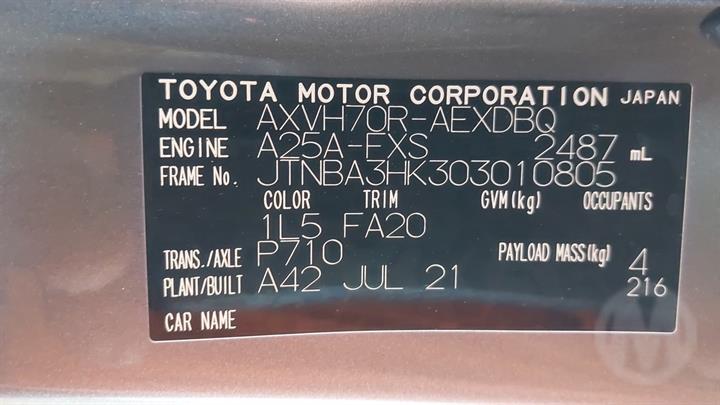 TOYOTA MOTOR CORPORATION JAPAN
MODEL AXVH70R-AEXDBQ
ENGINE A25A-FXS 2487 mL
FRAME No. JTNBA3HK303010805
COLOR TRIM GVM(kg) OCCUPANTS
1L5 FA20
TRANS./AXLE P710 PAYLOAD MASS(kg) 4
PLANT/BUILT A42 JUL 21 216
CAR NAME
M